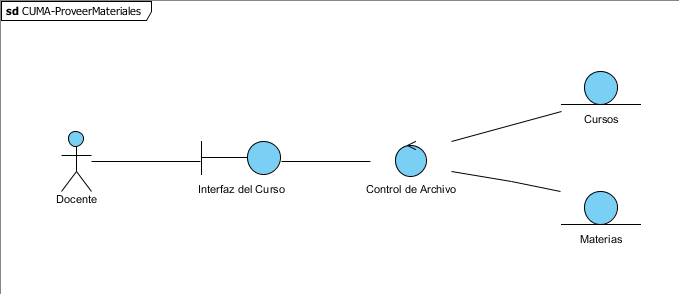 sd CUMA-ProveerMateriales
Cursos
Docente
Interfaz del Curso
Control de Archivo
Materias